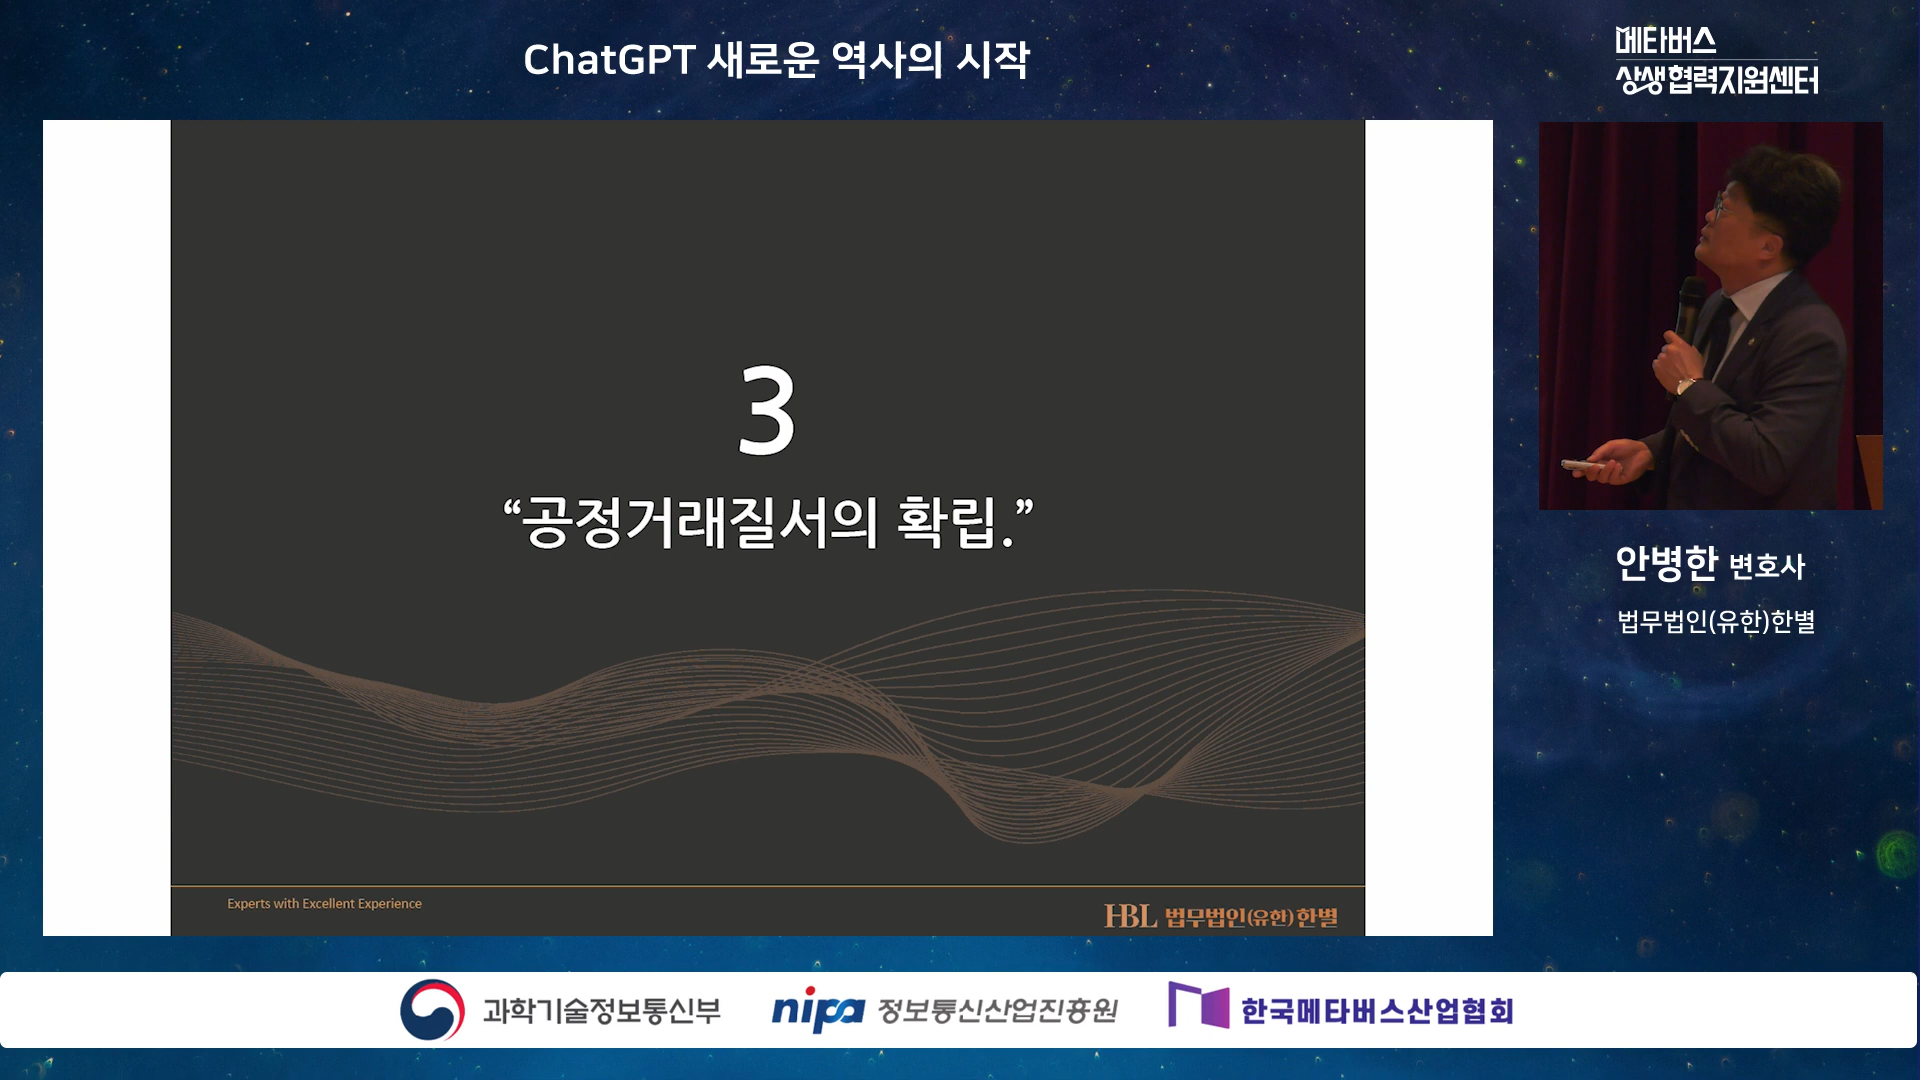 ChatGPT 새로운 역사의 시작
메타버스
상생협력지원센터
3
“공정거래질서의 확립.”
Experts with Excellent Experience
HBL 법무법인(유한)한별
안병한 변호사
법무법인(유한)한별
과학기술정보통신부
nipa 정보통신산업진흥원
한국메타버스산업협회